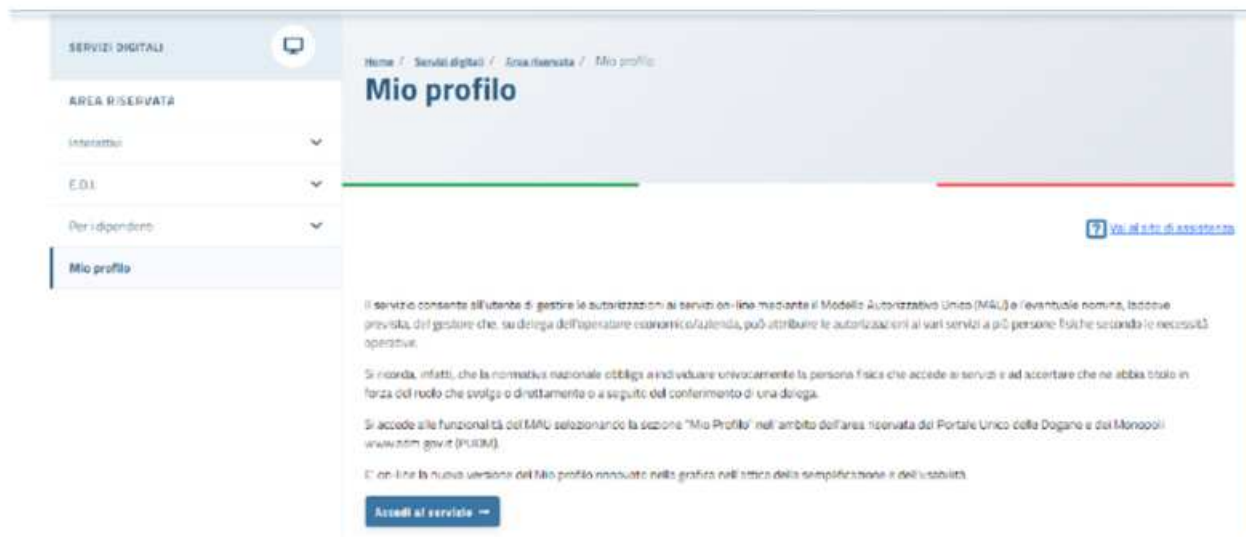 SERVIZI DIGITALI
AREA RISERVATA
Interattivi
E.D.I.
Per i dipendenti
Mio profilo
Home / Servizi digitali / Area riservata / Mio profilo
Mio profilo
Vai al sito di assistenza
Il servizio consente all'utente di gestire le autorizzazioni ai servizi on-line mediante il Modello Autorizzativo Unico (MAU) e l'eventuale nomina, laddove
prevista, del gestore che, su delega dell'operatore economico/azienda, può attribuire le autorizzazioni ai vari servizi a più persone fisiche secondo le necessità
operative.
Si ricorda, infatti, che la normativa nazionale obbliga a individuare univocamente la persona fisica che accede ai servizi e ad accertare che ne abbia titolo in
forza del ruolo che svolge o direttamente o a seguito del conferimento di una delega.
Si accede alle funzionalità del MAU selezionando la sezione "Mio Profilo" nell'ambito dell'area riservata del Portale Unico delle Dogane e dei Monopoli
www.adm.gov.it (PUDM).
E' on-line la nuova versione del Mio profilo rinnovato nella grafica nell'ottica della semplificazione e dell'usabilità.
Accedi al servizio →